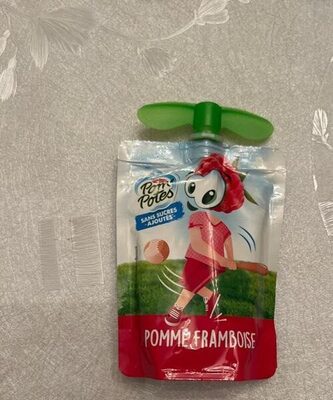 Pom'
Potes
SANS SUCRES
AJOUTÉS*
POMME FRAMBOISE